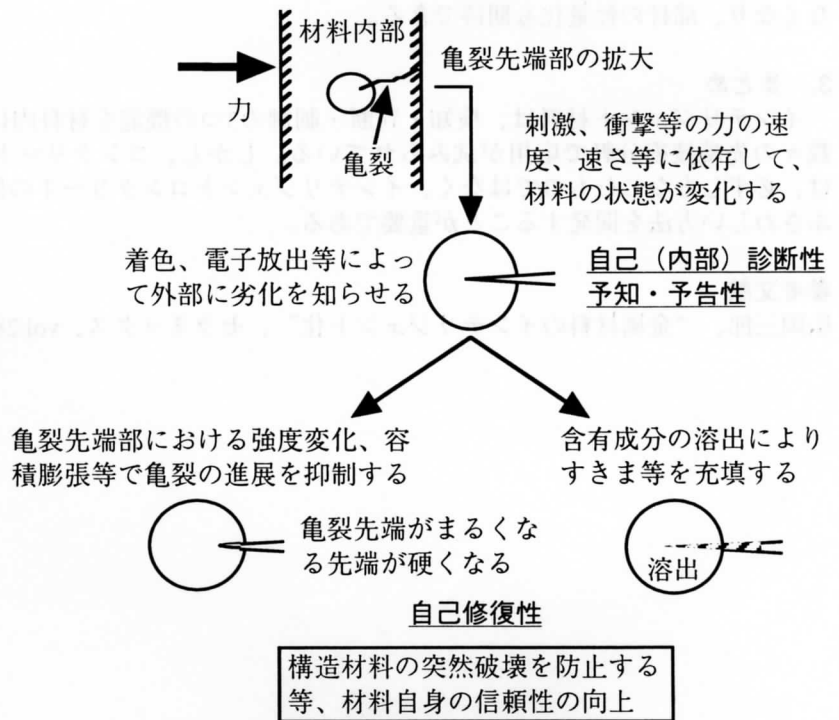 材料内部
力
亀裂
亀裂先端部の拡大
刺激、衝撃等の力の速
度、速さ等に依存して、
材料の状態が変化する
着色、電子放出等によっ
て外部に劣化を知らせる
自己（内部）診断性
予知・予告性
亀裂先端部における強度変化、容
積膨張等で亀裂の進展を抑制する
含有成分の溶出により
すきま等を充填する
亀裂先端がまるくな
る先端が硬くなる
溶出
自己修復性
構造材料の突然破壊を防止する
等、材料自身の信頼性の向上